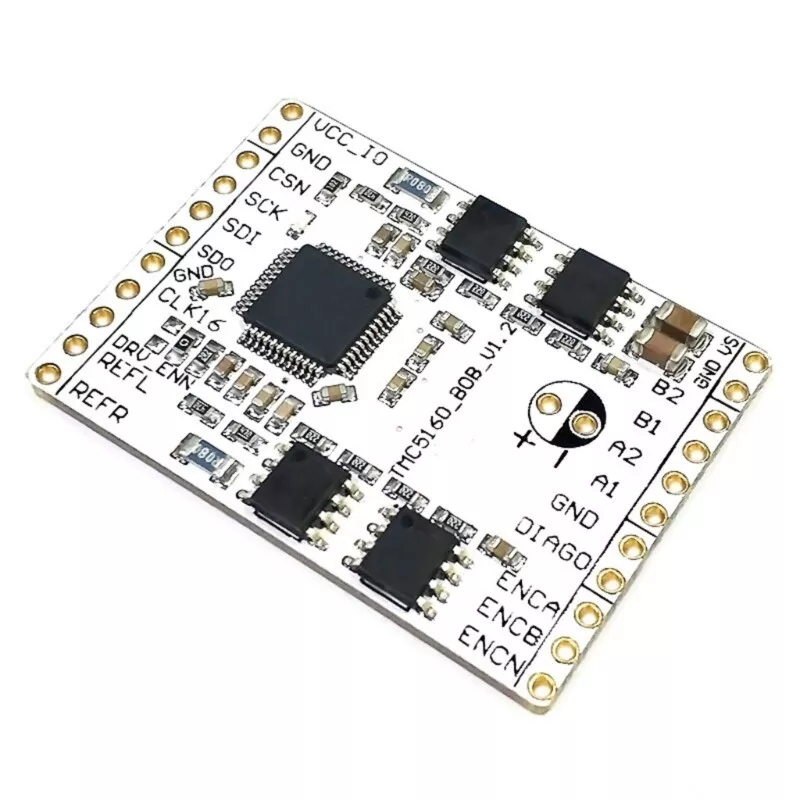 VCC_IO
GND
CSN
SCK
SDI
SDO
GND
CLK16
DRV_ENN
REFL
REFR
R080
R080
TMC5160_BOB_V1.2
+
-
VS
GND
B2
B1
A2
A1
GND
DIAG0
ENCA
ENCB
ENCN